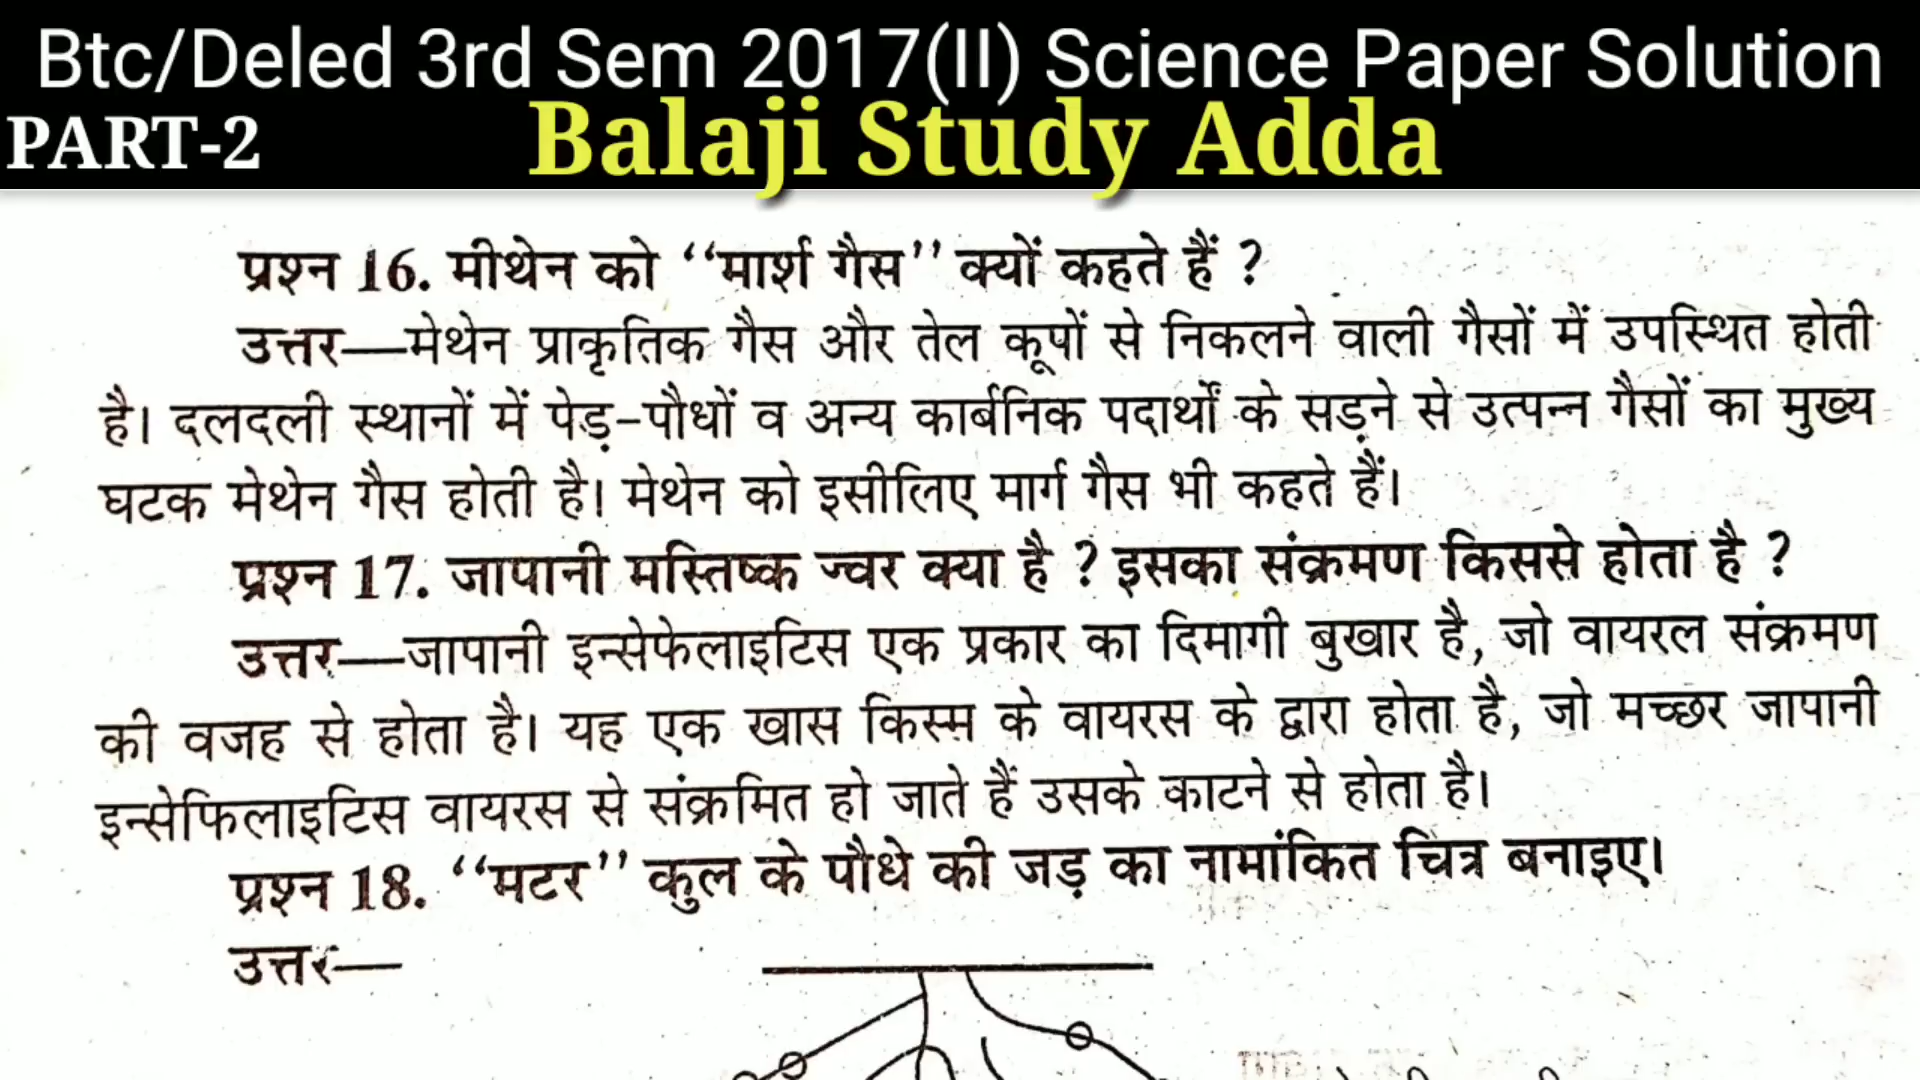 Btc/Deled 3rd Sem 2017(II) Science Paper Solution
PART-2 Balaji Study Adda
प्रश्न 16. मीथेन को ‘‘मार्श गैस’’ क्यों कहते हैं ?
उत्तर—मेथेन प्राकृतिक गैस और तेल कूपों से निकलने वाली गैसों में उपस्थित होती
है। दलदली स्थानों में पेड़-पौधों व अन्य कार्बनिक पदार्थों के सड़ने से उत्पन्न गैसों का मुख्य
घटक मेथेन गैस होती है। मेथेन को इसीलिए मार्ग गैस भी कहते हैं।
प्रश्न 17. जापानी मस्तिष्क ज्वर क्या है ? इसका संक्रमण किससे होता है ?
उत्तर—जापानी इन्सेफेलाइटिस एक प्रकार का दिमागी बुखार है, जो वायरल संक्रमण
की वजह से होता है। यह एक खास किस्म के वायरस के द्वारा होता है, जो मच्छर जापानी
इन्सेफिलाइटिस वायरस से संक्रमित हो जाते हैं उसके काटने से होता है।
प्रश्न 18. ‘‘मटर’’ कुल के पौधे की जड़ का नामांकित चित्र बनाइए।
उत्तर—